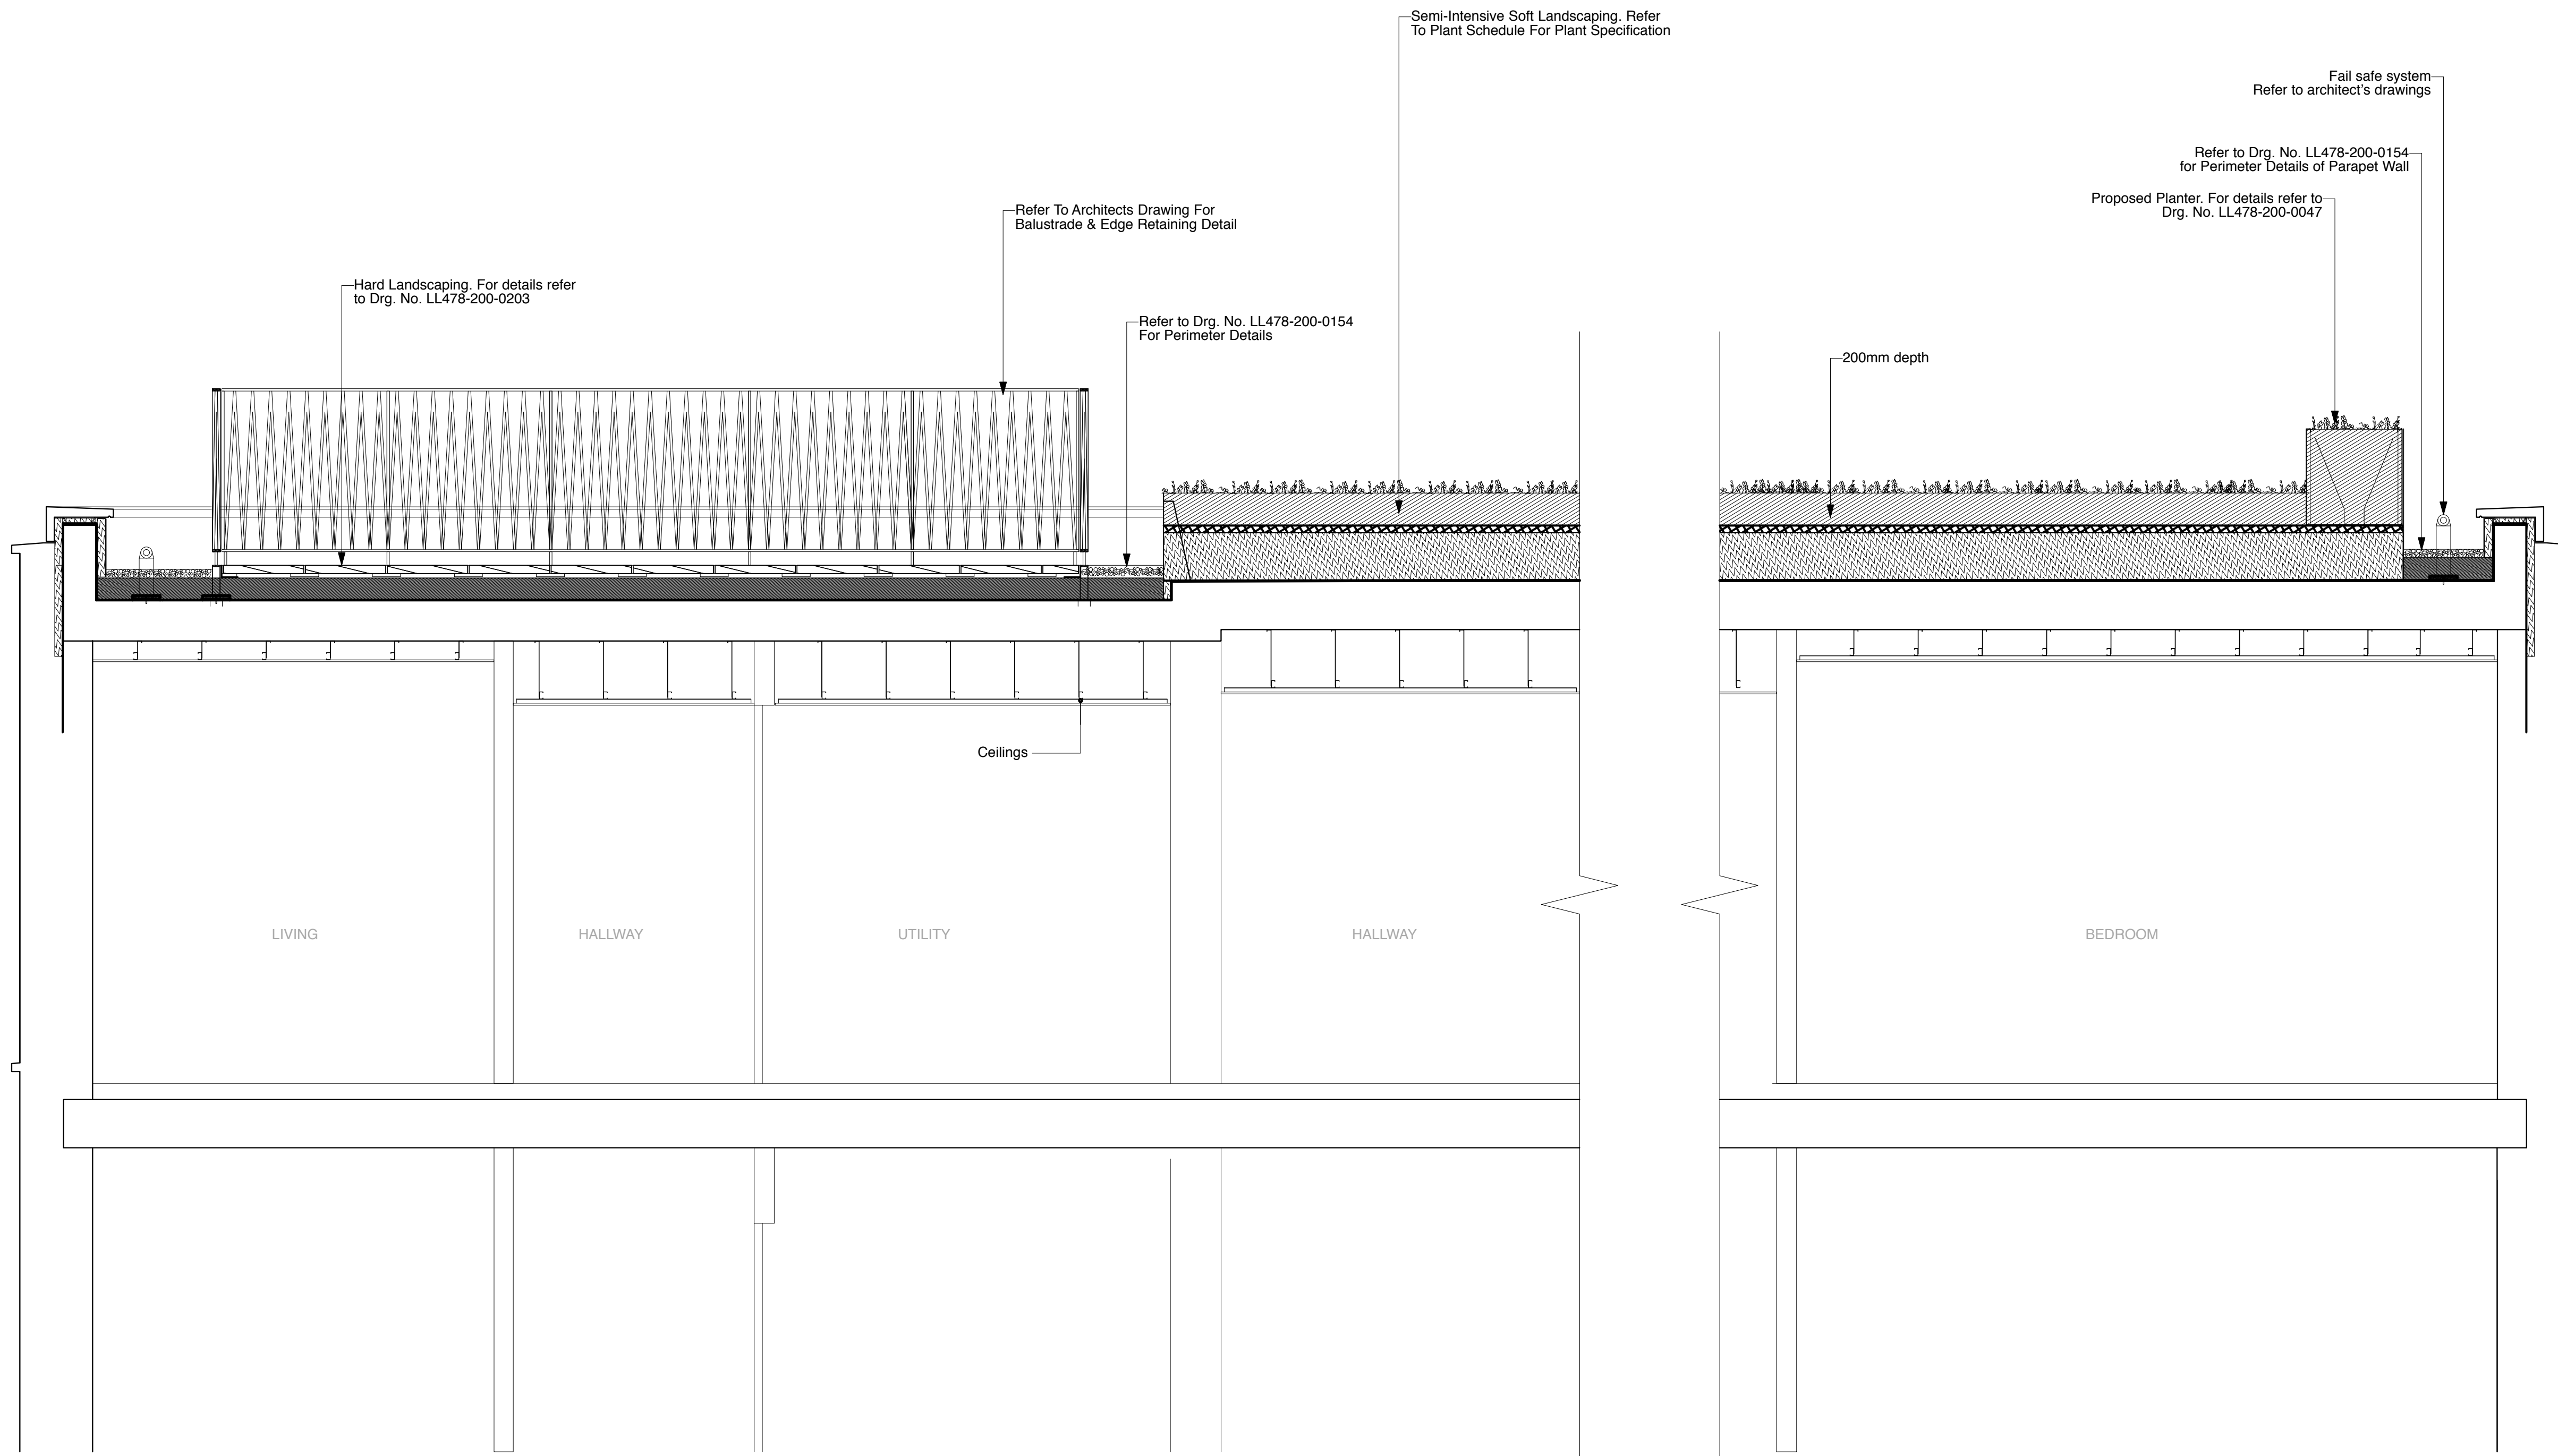 Semi-Intensive Soft Landscaping. Refer
To Plant Schedule For Plant Specification
Fail safe system
Refer to architect's drawings
Refer to Drg. No. LL478-200-0154
for Perimeter Details of Parapet Wall
Proposed Planter. For details refer to
Drg. No. LL478-200-0047
Refer To Architects Drawing For
Balustrade & Edge Retaining Detail
Hard Landscaping. For details refer
to Drg. No. LL478-200-0203
Refer to Drg. No. LL478-200-0154
For Perimeter Details
200mm depth
Ceilings
LIVING
HALLWAY
UTILITY
HALLWAY
BEDROOM